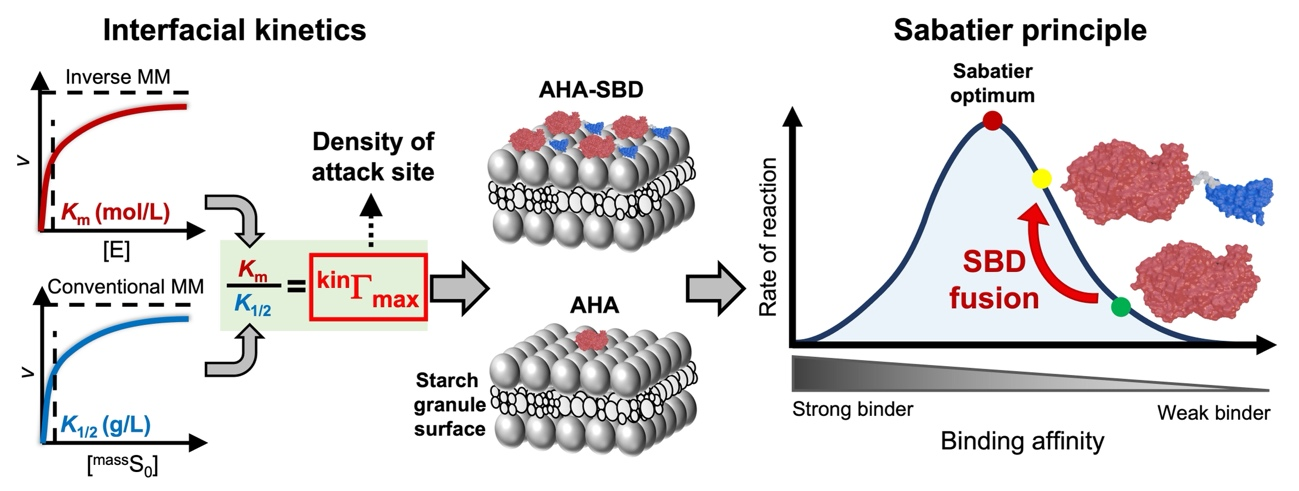 Interfacial kinetics
Inverse MM
v
Km (mol/L)
[E]
Conventional MM
v
K1/2 (g/L)
[massS0]
Km
K1/2
=
kinΓmax
Density of
attack site
AHA-SBD
AHA
Starch
granule
surface
Sabatier principle
Sabatier
optimum
Rate of reaction
SBD
fusion
Strong binder
Weak binder
Binding affinity